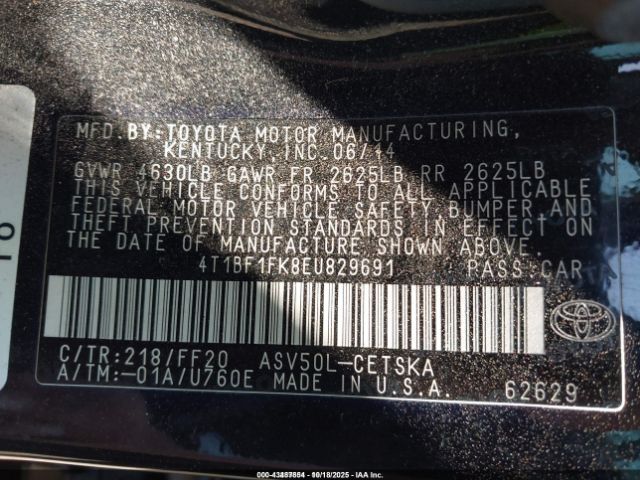 MFD. BY: TOYOTA MOTOR MANUFACTURING,
KENTUCKY, INC. 06/14
GVWR 4630LB GAWR FR 2625LB RR 2625LB
THIS VEHICLE CONFORMS TO ALL APPLICABLE
FEDERAL MOTOR VEHICLE SAFETY, BUMPER, AND
THEFT PREVENTION STANDARDS IN EFFECT ON
THE DATE OF MANUFACTURE SHOWN ABOVE.
4T1BF1FK8EU829691 PASS.CAR
C/TR:218/FF20 ASV50L-CETSKA
A/TM:-01A/U760E MADE IN U.S.A. 62629
10/18/2025 IAA Inc.